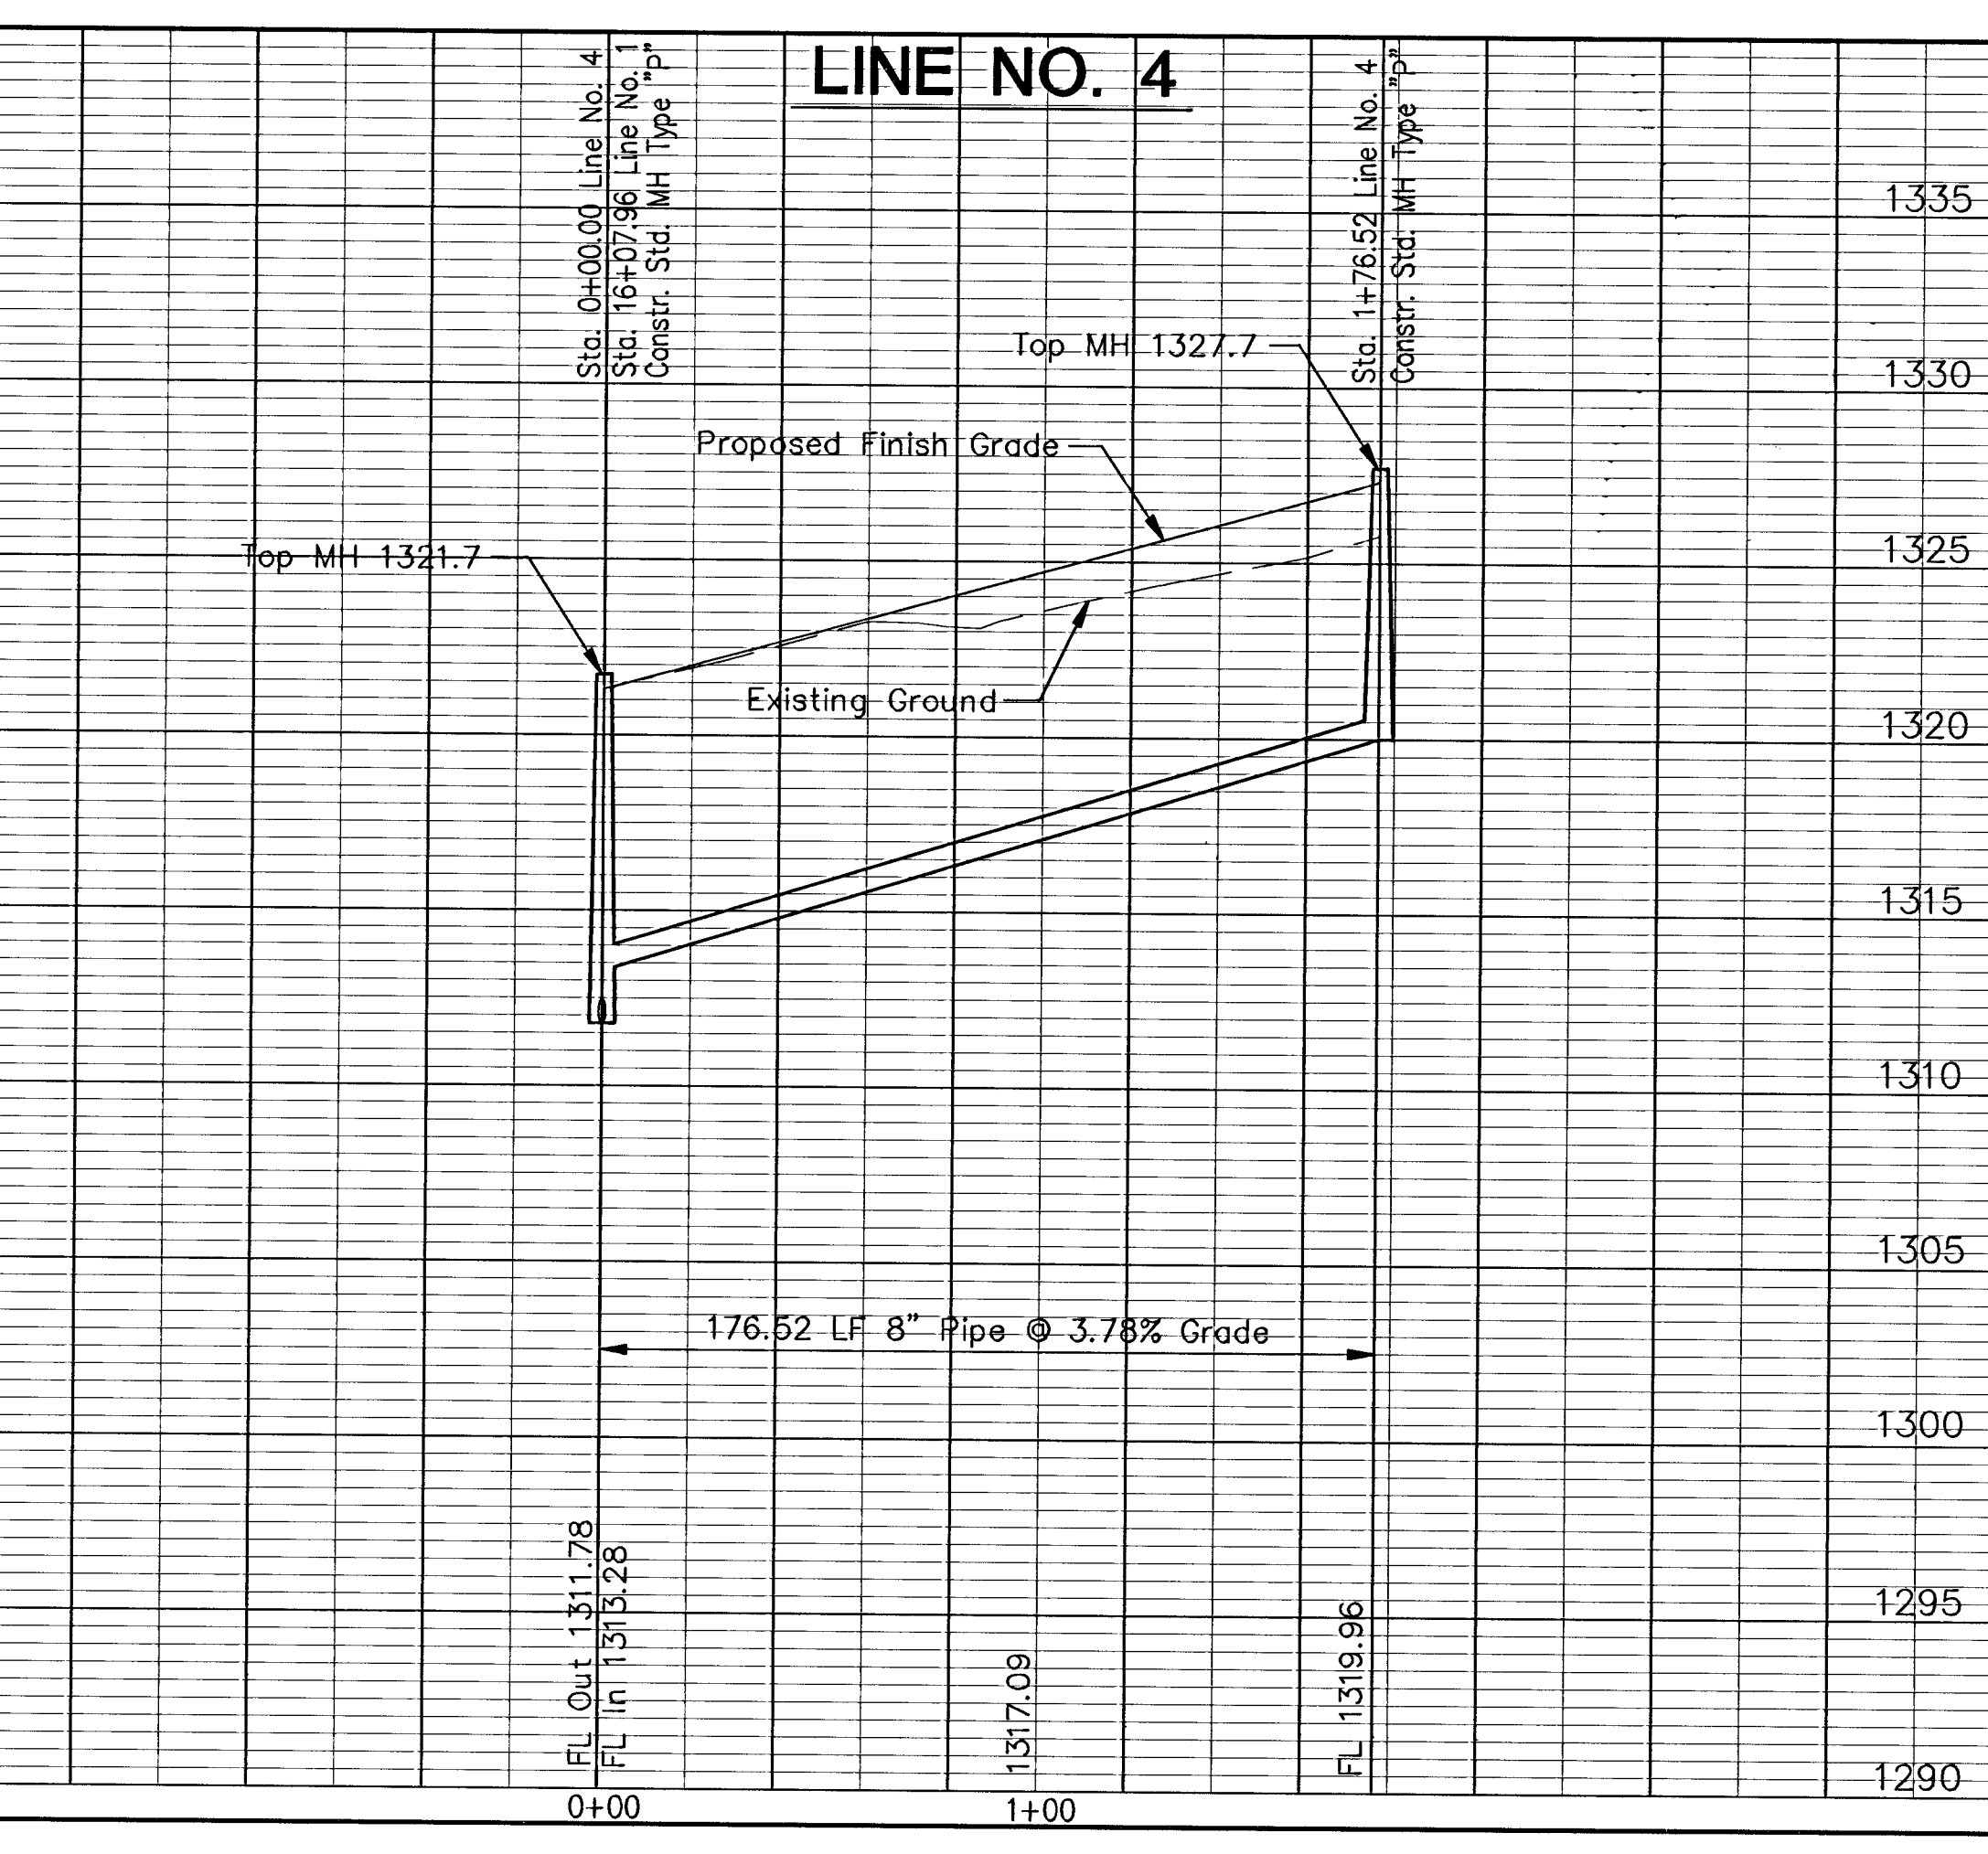 LINE NO. 4
Sta. 0+00.00 Line No. 4
Sta. 16+07.96 Line No. 1
Constr. Std. MH Type "P"
Sta. 1+76.52 Line No. 4
Constr. Std. MH Type "P"
1335
Top MH 1327.7
1330
Proposed Finish Grade
Top MH 1321.7
1325
Existing Ground
1320
1315
1310
1305
176.52 LF 8" Pipe @ 3.78% Grade
1300
FL Out 1311.78
FL In 1313.28
1317.09
FL 1319.96
1295
1290
0+00
1+00